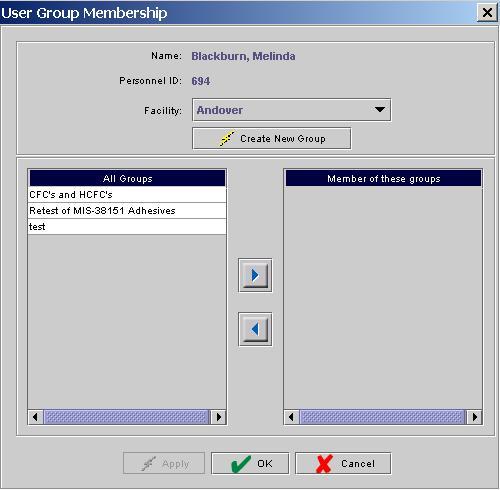 User Group Membership
Name: Blackburn, Melinda
Personnel ID: 694
Facility: Andover
Create New Group
All Groups
CFC's and HCFC's
Retest of MIS-38151 Adhesives
test
Member of these groups
Apply
OK
Cancel